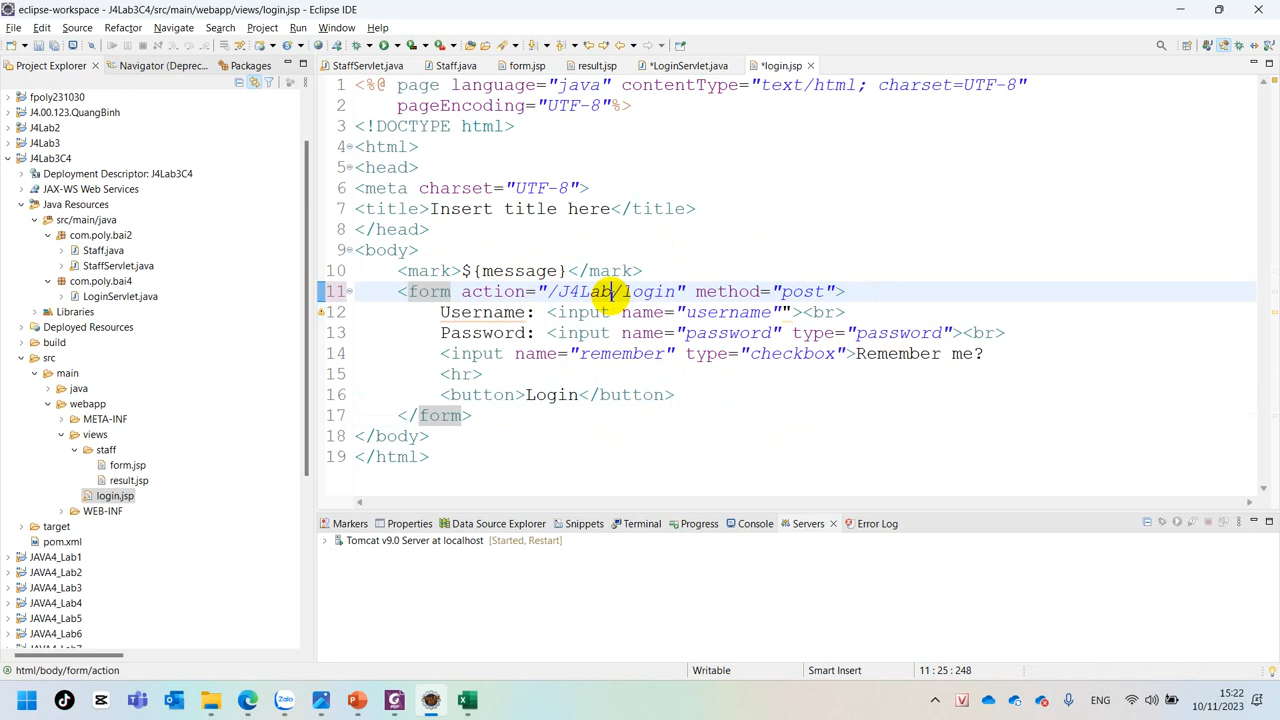 eclipse-workspace - J4Lab3C4/src/main/webapp/views/login.jsp - Eclipse IDE
File Edit Source Refactor Navigate Search Project Run Window Help
Project Explorer Navigator (Deprec... Packages
StaffServlet.java Staff.java form.jsp result.jsp *LoginServlet.java *login.jsp
fpoly231030
J4.00.123.QuangBinh
J4Lab2
J4Lab3
J4Lab3C4
Deployment Descriptor: J4Lab3C4
JAX-WS Web Services
Java Resources
src/main/java
com.poly.bai2
Staff.java
StaffServlet.java
com.poly.bai4
LoginServlet.java
Libraries
Deployed Resources
build
src
main
java
webapp
META-INF
views
staff
form.jsp
result.jsp
login.jsp
WEB-INF
target
pom.xml
JAVA4_Lab1
JAVA4_Lab2
JAVA4_Lab3
JAVA4_Lab4
JAVA4_Lab5
JAVA4_Lab6
1 <%@ page language="java" contentType="text/html; charset=UTF-8"
2 pageEncoding="UTF-8"%>
3 <!DOCTYPE html>
4 <html>
5 <head>
6 <meta charset="UTF-8">
7 <title>Insert title here</title>
8 </head>
9 <body>
10 <mark>${message}</mark>
11 <form action="/J4Lab/login" method="post">
12 Username: <input name="username""><br>
13 Password: <input name="password" type="password"><br>
14 <input name="remember" type="checkbox">Remember me?
15 <hr>
16 <button>Login</button>
17 </form>
18 </body>
19 </html>
Markers Properties Data Source Explorer Snippets Terminal Progress Console Servers Error Log
Tomcat v9.0 Server at localhost [Started, Restart]
html/body/form/action Writable Smart Insert 11 : 25 : 248
ENG 15:22
10/11/2023